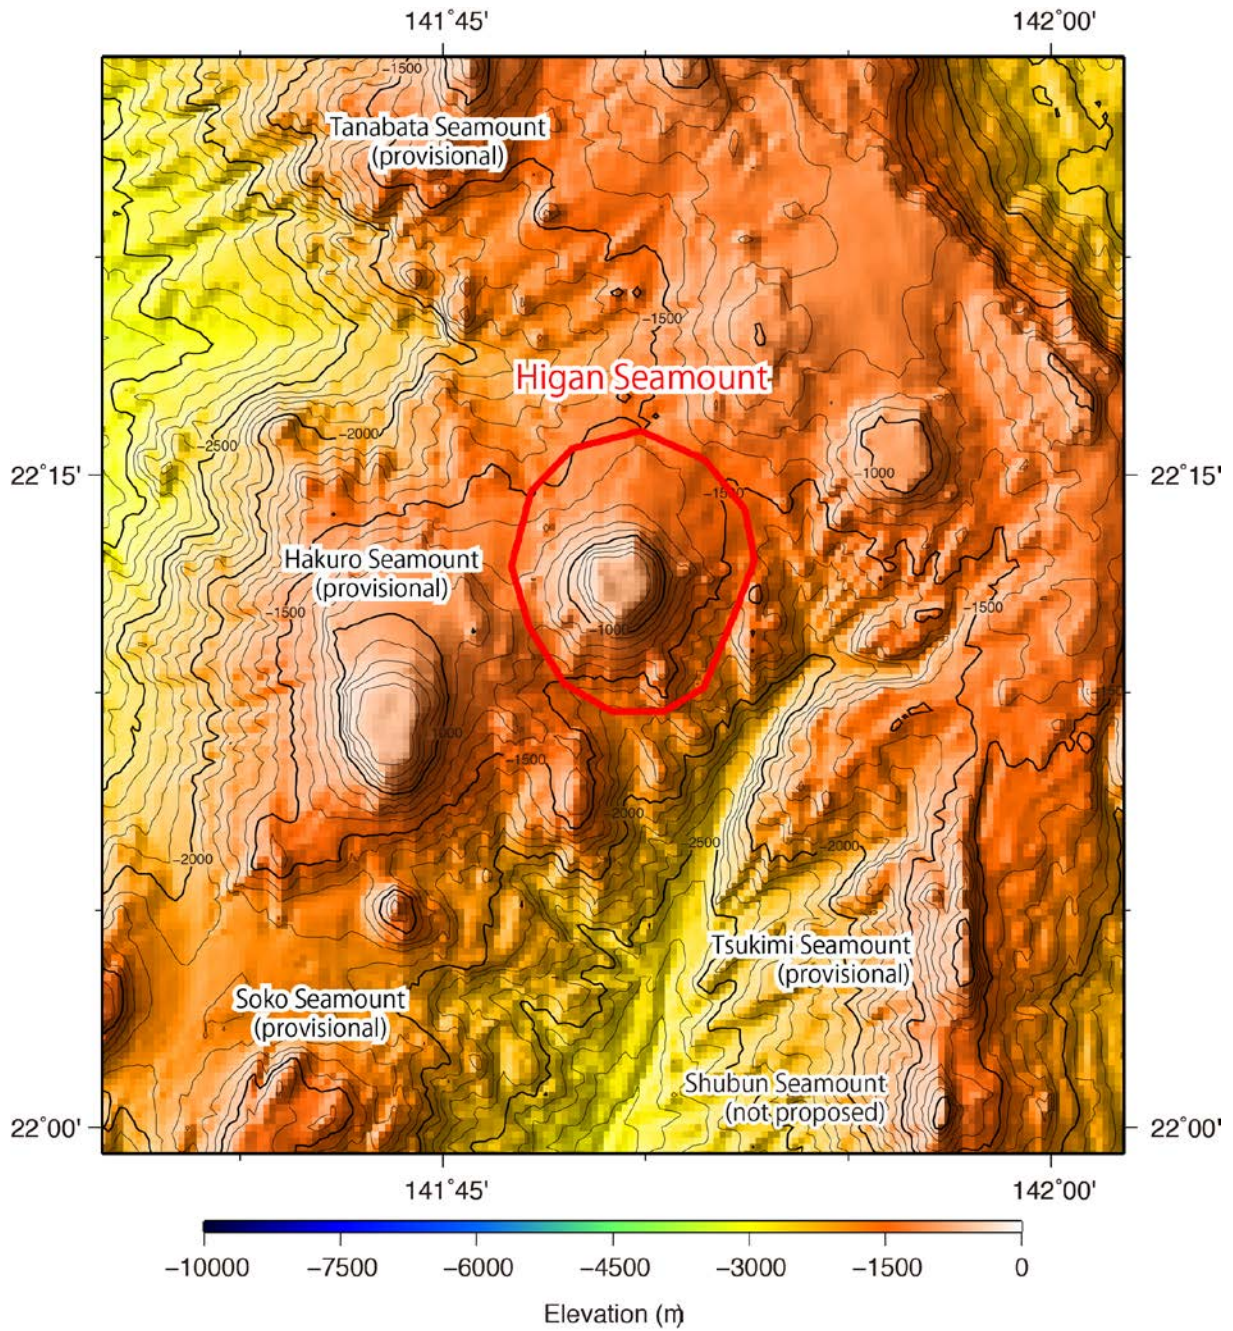 141˚45' 142˚00'
−1500
Tanabata Seamount
(provisional)
−1500
Higan Seamount
−2000
−2500
−1000
22˚15' 22˚15'
−1500
Hakuro Seamount
(provisional)
−1500
−1500
−1000
−1000
−1500
−2000
−2500
−2000
−2000
Tsukimi Seamount
(provisional)
Soko Seamount
(provisional)
Shubun Seamount
(not proposed)
22˚00' 22˚00'
141˚45' 142˚00'
−10000 −7500 −6000 −4500 −3000 −1500 0
Elevation (m)